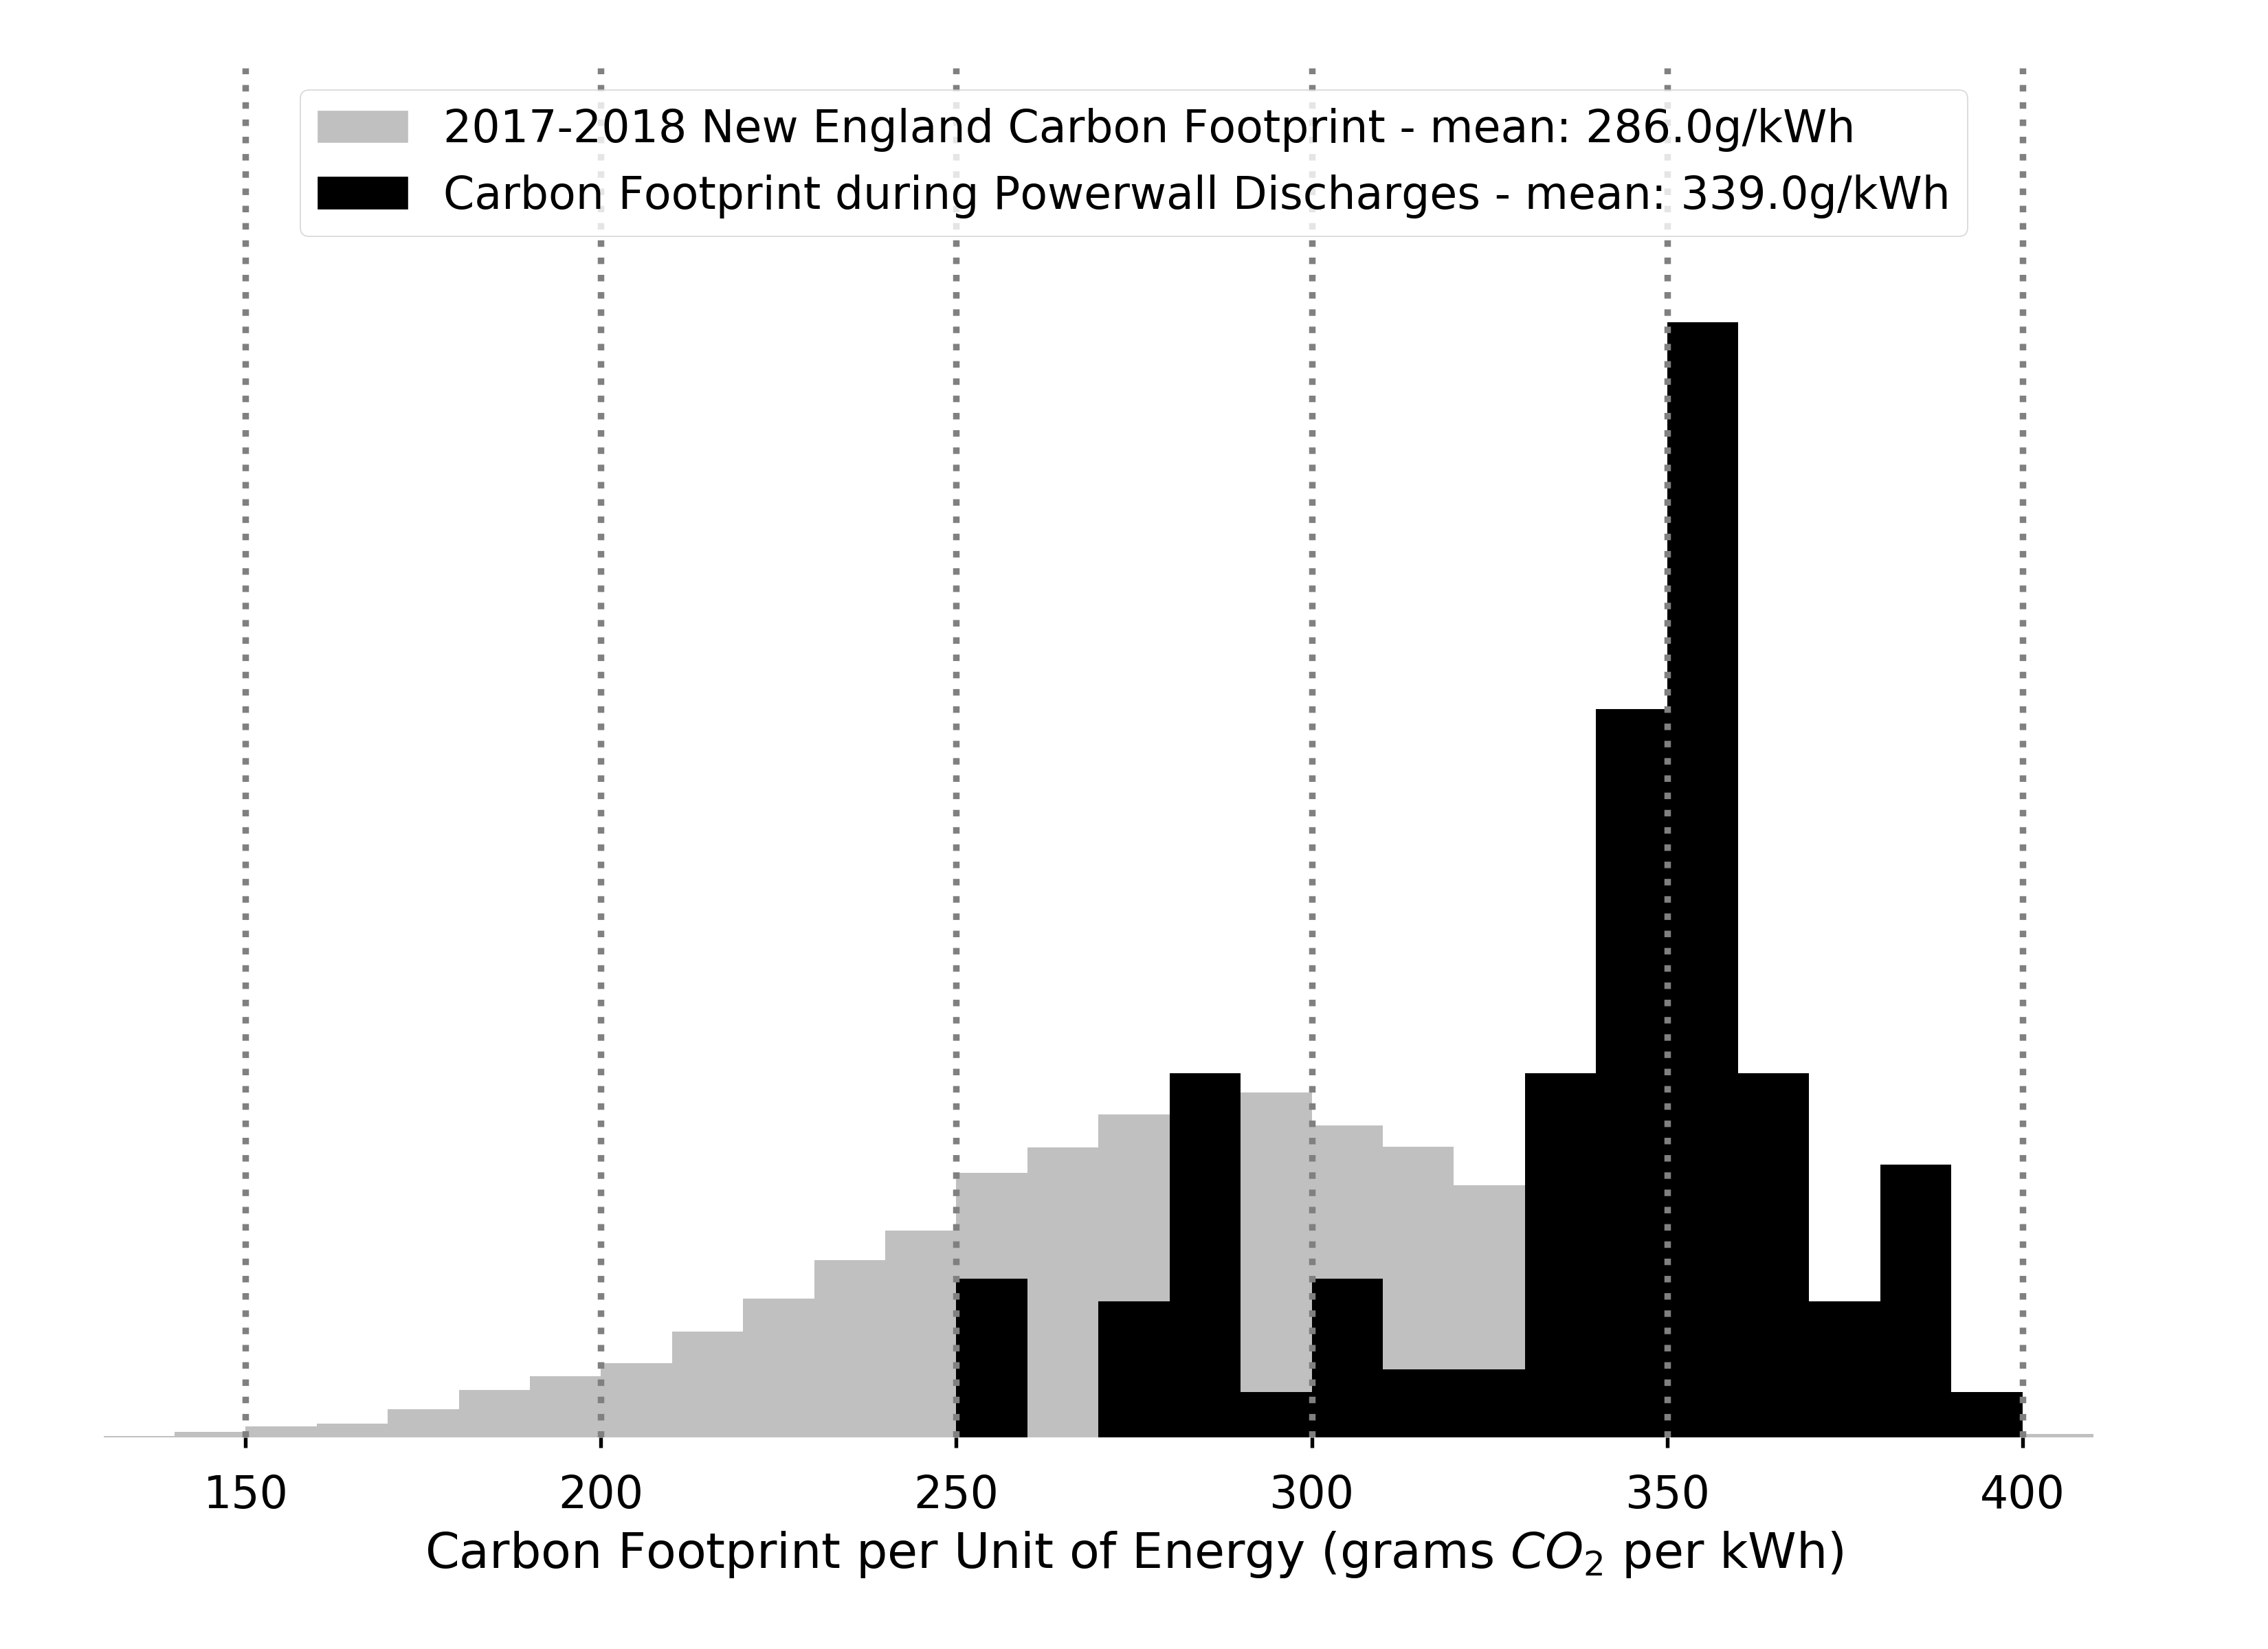 2017-2018 New England Carbon Footprint - mean: 286.0g/kWh
Carbon Footprint during Powerwall Discharges - mean: 339.0g/kWh
150 200 250 300 350 400
Carbon Footprint per Unit of Energy (grams CO₂ per kWh)